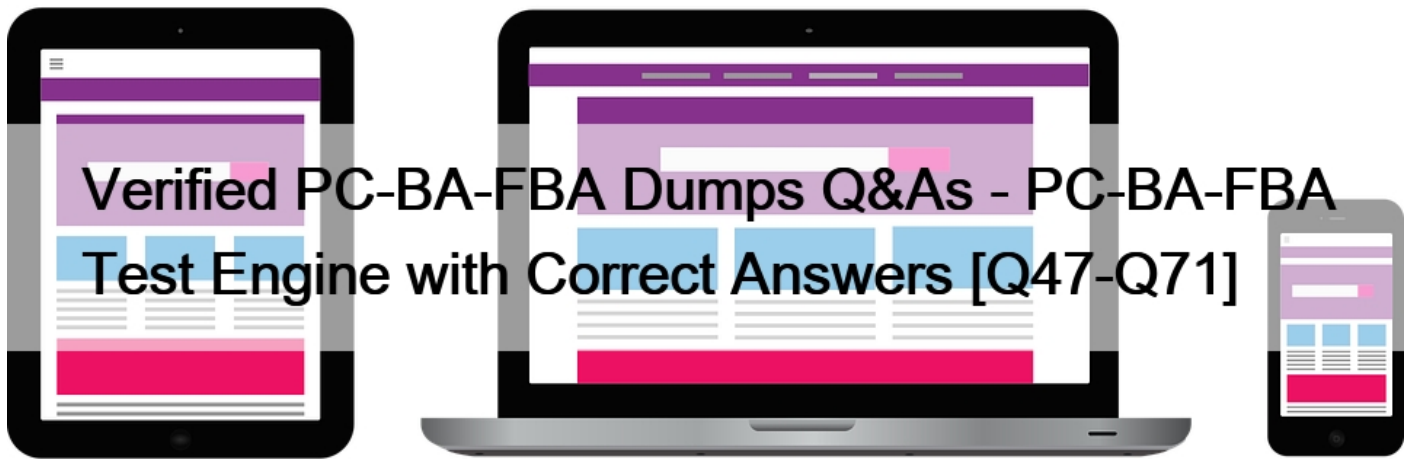 Verified PC-BA-FBA Dumps Q&As - PC-BA-FBA
Test Engine with Correct Answers [Q47-Q71]